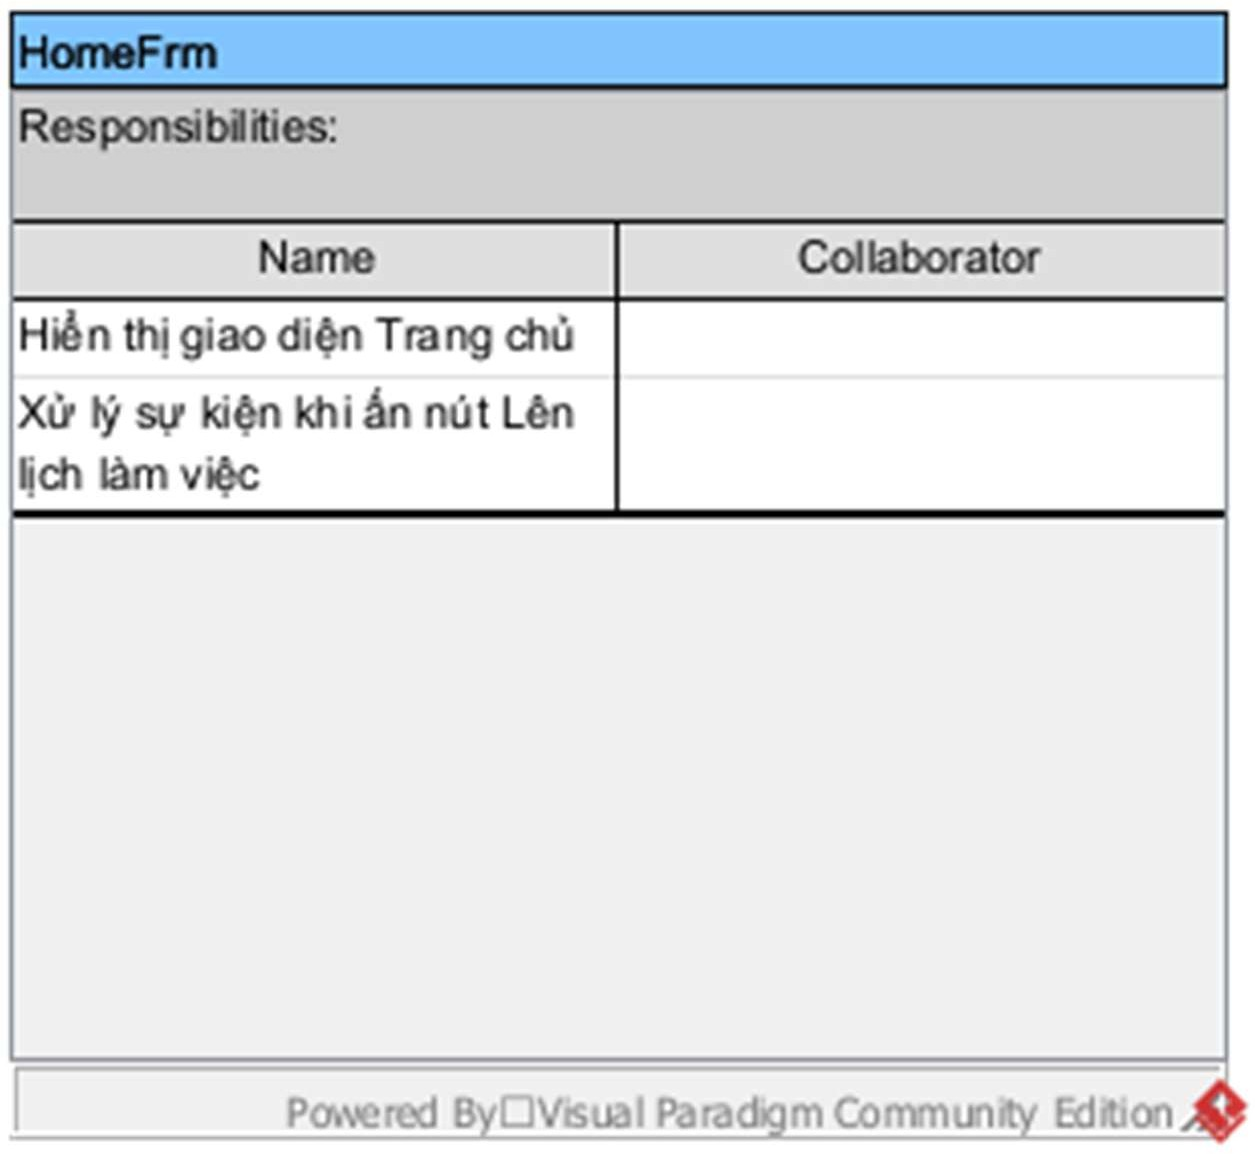 HomeFrm
Responsibilities:
Name
Collaborator
Hiển thị giao diện Trang chủ
Xử lý sự kiện khi ấn nút Lên
lịch làm việc
Powered By□Visual Paradigm Community Edition